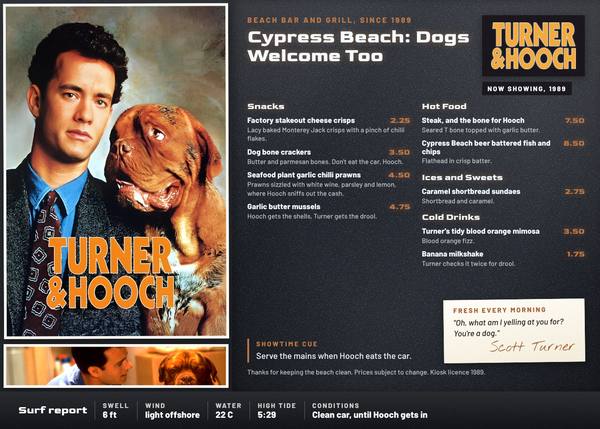 TURNER
&HOOCH
BEACH BAR AND GRILL, SINCE 1989
Cypress Beach: Dogs
Welcome Too
TURNER
&HOOCH
NOW SHOWING, 1989
Snacks
Factory stakeout cheese crisps 2.25
Lacy baked Monterey Jack crisps with a pinch of chilli
flakes.
Dog bone crackers 3.50
Butter and parmesan bones. Don't eat the car, Hooch.
Seafood plant garlic chilli prawns 4.50
Prawns sizzled with white wine, parsley and lemon,
where Hooch sniffs out the cash.
Garlic butter mussels 4.75
Hooch gets the shells, Turner gets the drool.
Hot Food
Steak, and the bone for Hooch 7.50
Seared T bone topped with garlic butter.
Cypress Beach beer battered fish and 8.50
chips
Flathead in crisp batter.
Ices and Sweets
Caramel shortbread sundaes 2.75
Shortbread and caramel.
Cold Drinks
Turner's tidy blood orange mimosa 3.50
Blood orange fizz.
Banana milkshake 1.75
Turner checks it twice for drool.
FRESH EVERY MORNING
"Oh, what am I yelling at you for?
You're a dog."
Scott Turner
SHOWTIME CUE
Serve the mains when Hooch eats the car.
Thanks for keeping the beach clean. Prices subject to change. Kiosk licence 1989.
Surf report
SWELL
6 ft
WIND
light offshore
WATER
22 C
HIGH TIDE
5:29
CONDITIONS
Clean car, until Hooch gets in